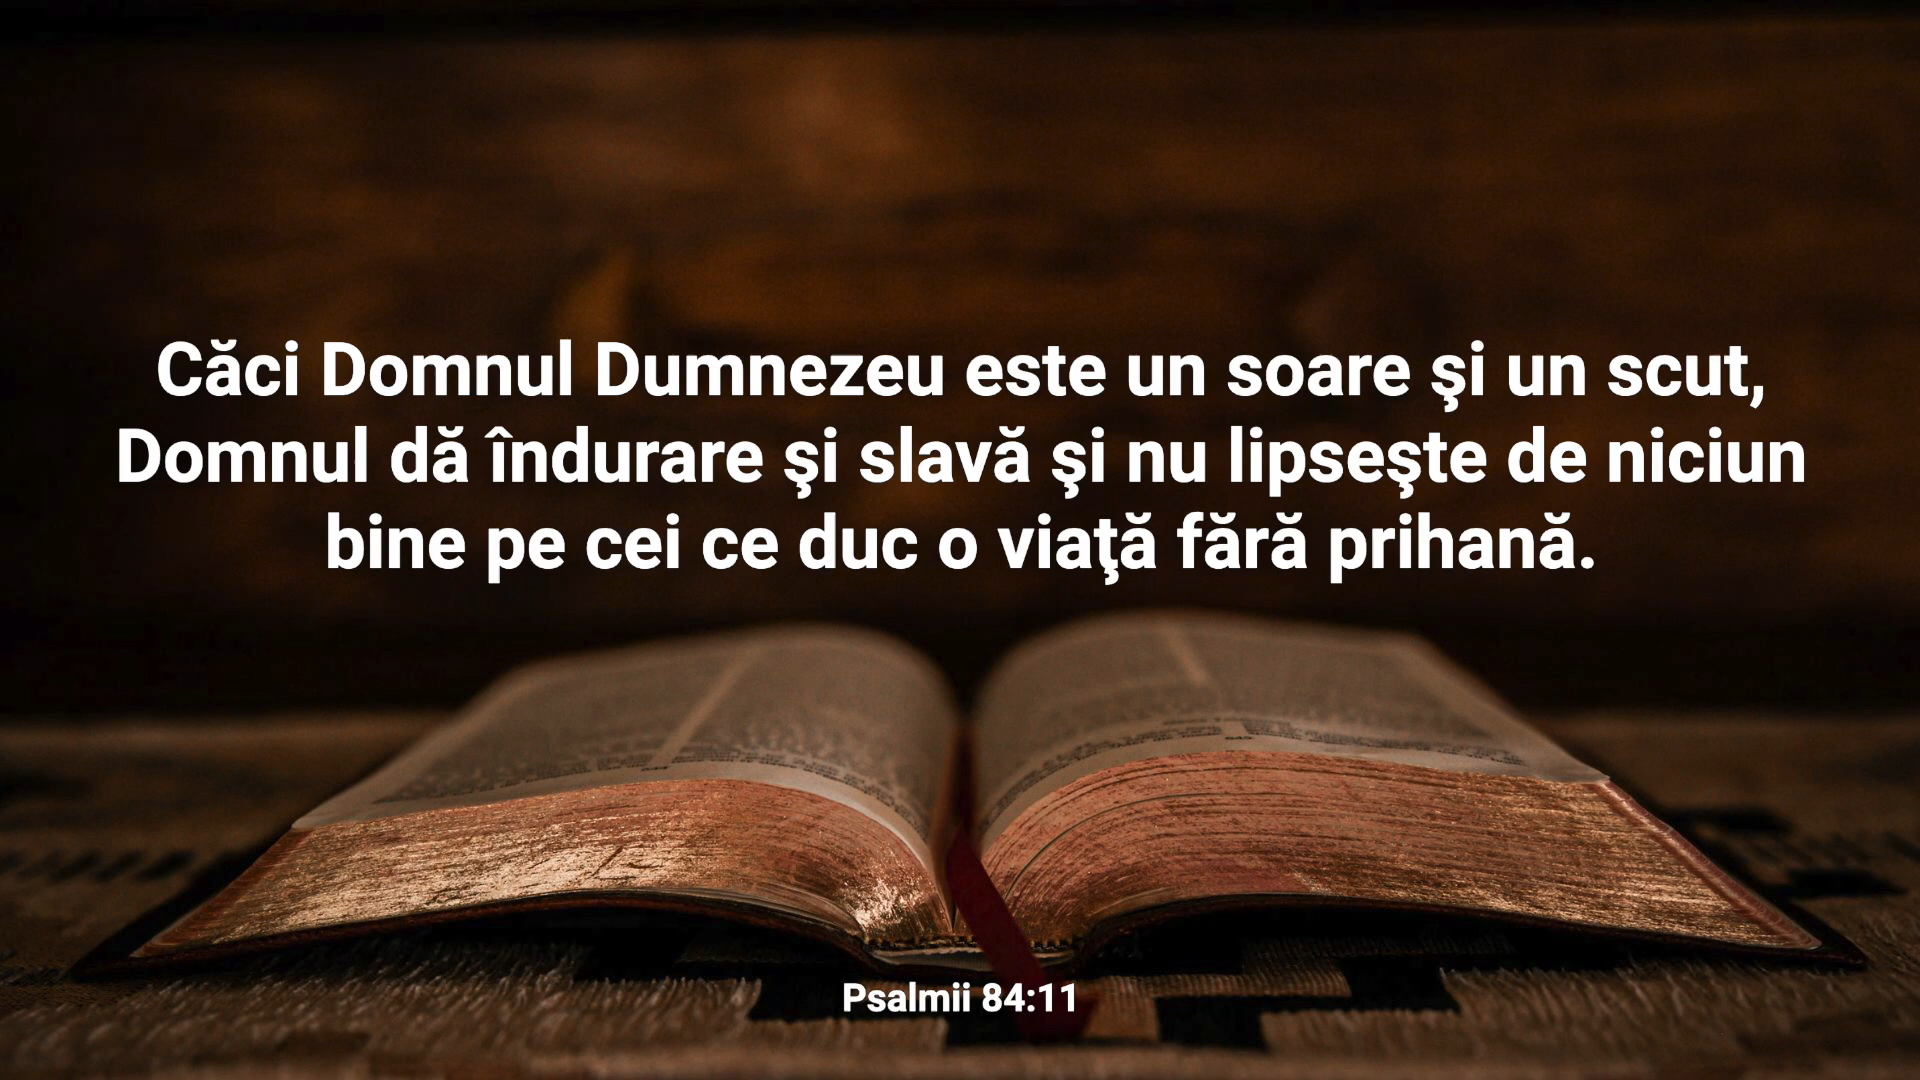 Căci Domnul Dumnezeu este un soare şi un scut,
Domnul dă îndurare şi slavă şi nu lipseşte de niciun
bine pe cei ce duc o viaţă fără prihană.
Psalmii 84:11